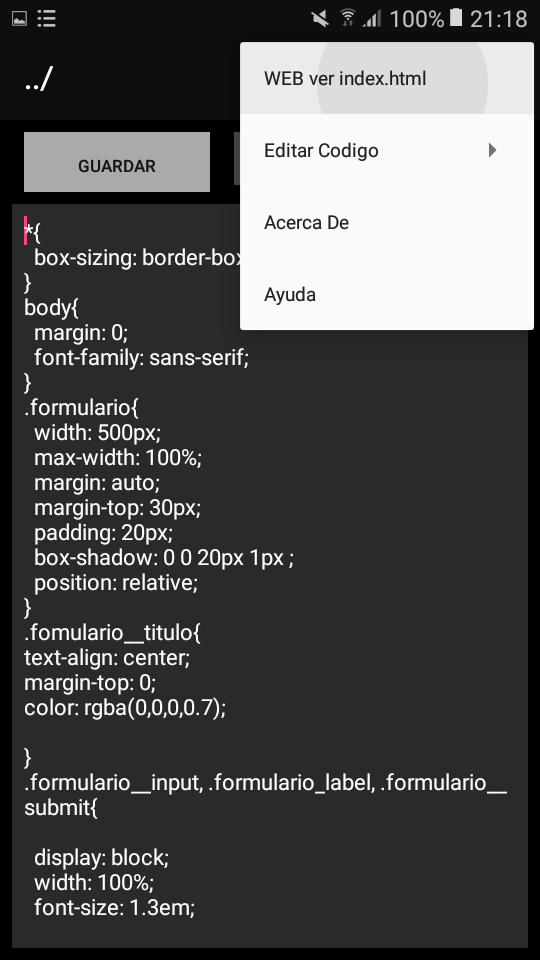 100% 21:18
../
WEB ver index.html
Editar Codigo
Acerca De
Ayuda
GUARDAR
*{
box-sizing: border-box
}
body{
margin: 0;
font-family: sans-serif;
}
.formulario{
width: 500px;
max-width: 100%;
margin: auto;
margin-top: 30px;
padding: 20px;
box-shadow: 0 0 20px 1px ;
position: relative;
}
.fomulario__titulo{
text-align: center;
margin-top: 0;
color: rgba(0,0,0,0.7);
}
.formulario__input, .formulario_label, .formulario__
submit{
display: block;
width: 100%;
font-size: 1.3em;